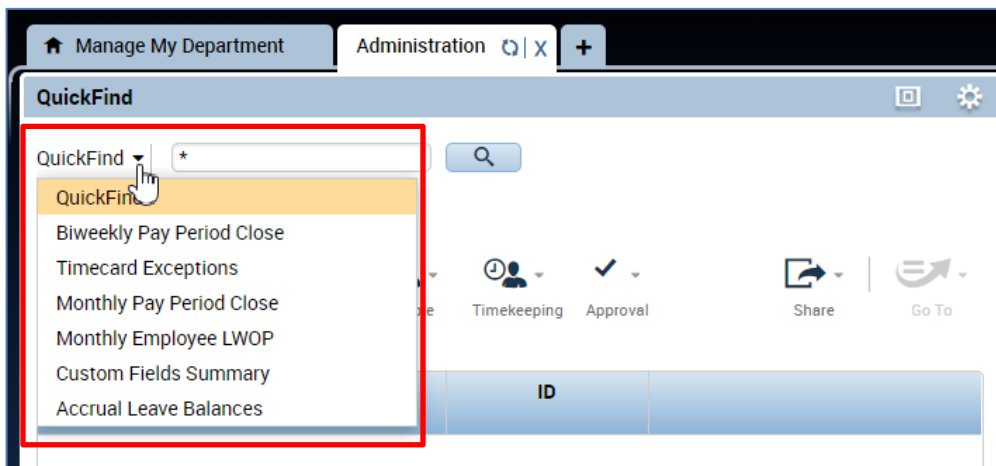 Manage My Department
Administration X +
QuickFind
QuickFind *
QuickFind
Biweekly Pay Period Close
Timecard Exceptions
Monthly Pay Period Close
Monthly Employee LWOP
Custom Fields Summary
Accrual Leave Balances
Timekeeping Approval Share Go To
ID